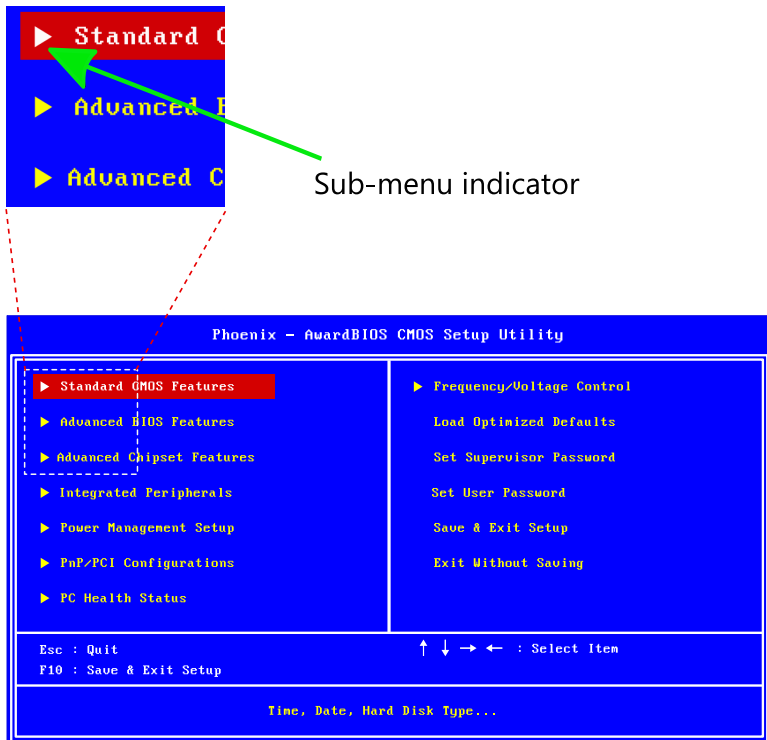 Standard C
Advanced B
Advanced C
Sub-menu indicator
Phoenix - AwardBIOS CMOS Setup Utility
Standard CMOS Features
Advanced BIOS Features
Advanced Chipset Features
Integrated Peripherals
Power Management Setup
PnP/PCI Configurations
PC Health Status
Frequency/Voltage Control
Load Optimized Defaults
Set Supervisor Password
Set User Password
Save & Exit Setup
Exit Without Saving
Esc : Quit
F10 : Save & Exit Setup
↑ ↓ → ← : Select Item
Time, Date, Hard Disk Type...